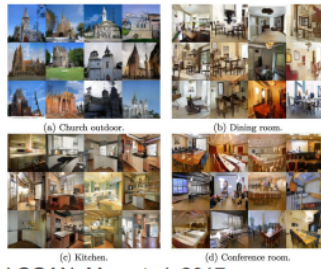 (a) Church outdoor.
(b) Dining room.
(c) Kitchen.
(d) Conference room.